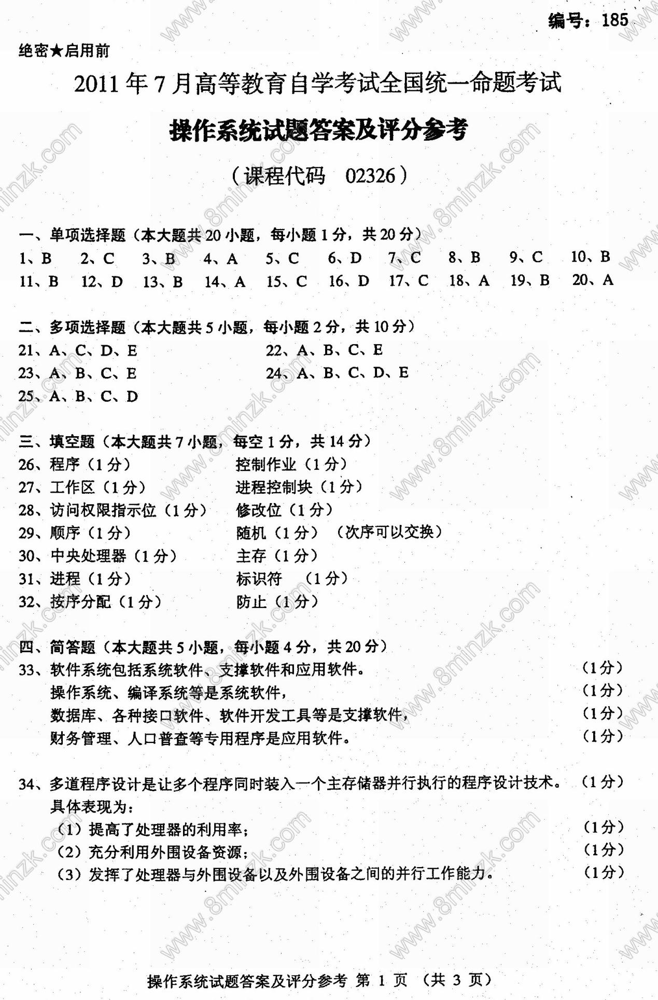 编号：185
绝密★启用前
2011 年 7 月高等教育自学考试全国统一命题考试
操作系统试题答案及评分参考
（课程代码　02326）
一、单项选择题（本大题共 20 小题，每小题 1 分，共 20 分）
1、B　2、C　3、B　4、A　5、C　6、D　7、C　8、B　9、C　10、B
11、B　12、D　13、B　14、A　15、C　16、D　17、C　18、A　19、B　20、A
二、多项选择题（本大题共 5 小题，每小题 2 分，共 10 分）
21、A、C、D、E　22、A、B、C、E
23、A、B、C、E　24、A、B、C、D、E
25、A、B、C、D
三、填空题（本大题共 7 小题，每空 1 分，共 14 分）
26、程序（1 分）　控制作业（1 分）
27、工作区（1 分）　进程控制块（1 分）
28、访问权限指示位（1 分）　修改位（1 分）
29、顺序（1 分）　随机（1 分）（次序可以交换）
30、中央处理器（1 分）　主存（1 分）
31、进程（1 分）　标识符　（1 分）
32、按序分配（1 分）　防止（1 分）
四、简答题（本大题共 5 小题，每小题 4 分，共 20 分）
33、软件系统包括系统软件、支撑软件和应用软件。（1分）
操作系统、编译系统等是系统软件，（1分）
数据库、各种接口软件、软件开发工具等是支撑软件，（1分）
财务管理、人口普查等专用程序是应用软件。（1分）
34、多道程序设计是让多个程序同时装入一个主存储器并行执行的程序设计技术。（1分）
具体表现为：
（1）提高了处理器的利用率；（1分）
（2）充分利用外围设备资源；（1分）
（3）发挥了处理器与外围设备以及外围设备之间的并行工作能力。（1分）
操作系统试题答案及评分参考 第 1 页 （共 3 页）
www.8minzk.com